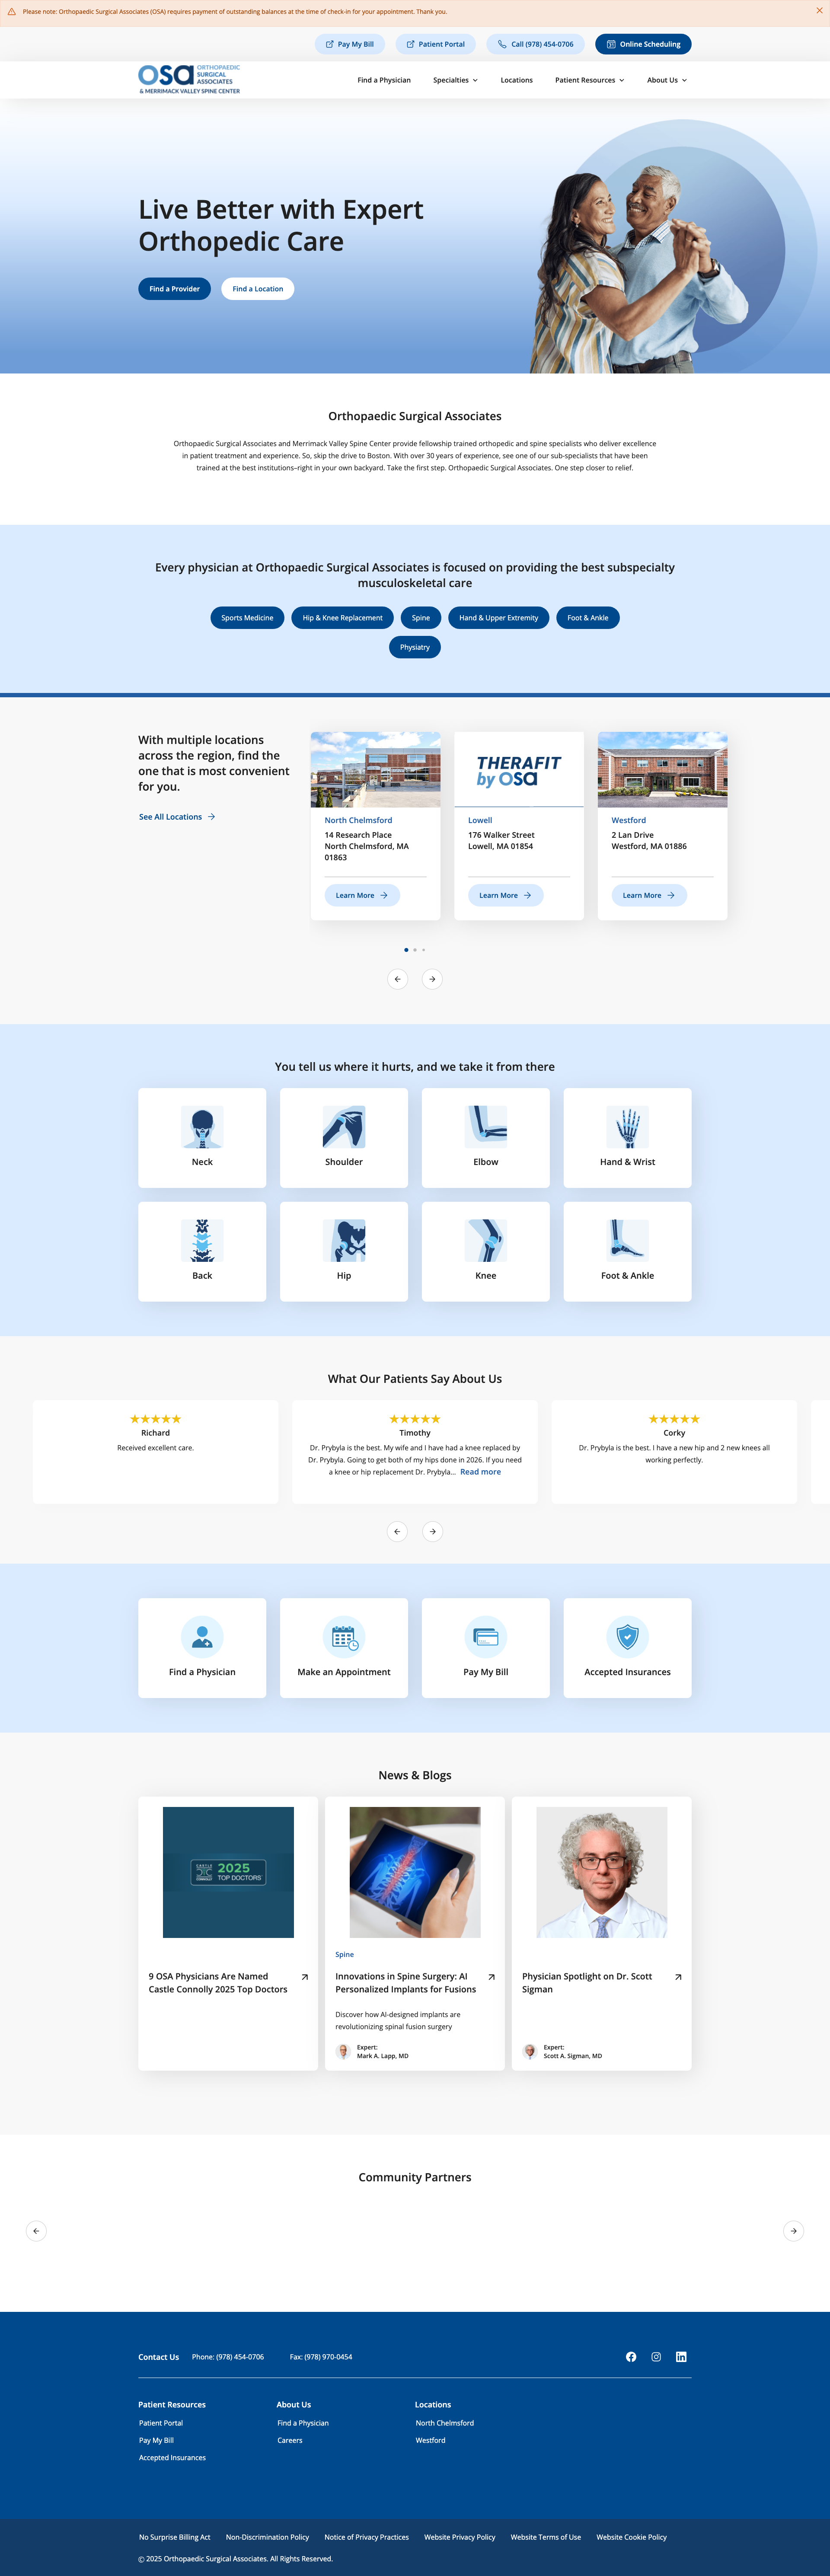 Please note: Orthopaedic Surgical Associates (OSA) requires payment of outstanding balances at the time of check-in for your appointment. Thank you.
Pay My Bill
Patient Portal
Call (978) 454-0706
Online Scheduling
OSA ORTHOPAEDIC
SURGICAL
ASSOCIATES
& MERRIMACK VALLEY SPINE CENTER
Find a Physician
Specialties
Locations
Patient Resources
About Us
Live Better with Expert
Orthopedic Care
Find a Provider
Find a Location
Orthopaedic Surgical Associates
Orthopaedic Surgical Associates and Merrimack Valley Spine Center provide fellowship trained orthopedic and spine specialists who deliver excellence
in patient treatment and experience. So, skip the drive to Boston. With over 30 years of experience, see one of our sub-specialists that have been
trained at the best institutions–right in your own backyard. Take the first step. Orthopaedic Surgical Associates. One step closer to relief.
Every physician at Orthopaedic Surgical Associates is focused on providing the best subspecialty
musculoskeletal care
Sports Medicine
Hip & Knee Replacement
Spine
Hand & Upper Extremity
Foot & Ankle
Physiatry
With multiple locations
across the region, find the
one that is most convenient
for you.
See All Locations
North Chelmsford
14 Research Place
North Chelmsford, MA
01863
Learn More
THERAFIT
by OSA
Lowell
176 Walker Street
Lowell, MA 01854
Learn More
Westford
2 Lan Drive
Westford, MA 01886
Learn More
You tell us where it hurts, and we take it from there
Neck
Shoulder
Elbow
Hand & Wrist
Back
Hip
Knee
Foot & Ankle
What Our Patients Say About Us
Richard
Received excellent care.
Timothy
Dr. Prybyla is the best. My wife and I have had a knee replaced by
Dr. Prybyla. Going to get both of my hips done in 2026. If you need
a knee or hip replacement Dr. Prybyla... Read more
Corky
Dr. Prybyla is the best. I have a new hip and 2 new knees all
working perfectly.
Find a Physician
Make an Appointment
Pay My Bill
Accepted Insurances
News & Blogs
CASTLE CONNOLLY
2025
TOP DOCTORS
9 OSA Physicians Are Named
Castle Connolly 2025 Top Doctors
Spine
Innovations in Spine Surgery: AI
Personalized Implants for Fusions
Discover how AI-designed implants are
revolutionizing spinal fusion surgery
Expert:
Mark A. Lapp, MD
Physician Spotlight on Dr. Scott
Sigman
Expert:
Scott A. Sigman, MD
Community Partners
Contact Us
Phone: (978) 454-0706
Fax: (978) 970-0454
Patient Resources
Patient Portal
Pay My Bill
Accepted Insurances
About Us
Find a Physician
Careers
Locations
North Chelmsford
Westford
No Surprise Billing Act
Non-Discrimination Policy
Notice of Privacy Practices
Website Privacy Policy
Website Terms of Use
Website Cookie Policy
© 2025 Orthopaedic Surgical Associates. All Rights Reserved.